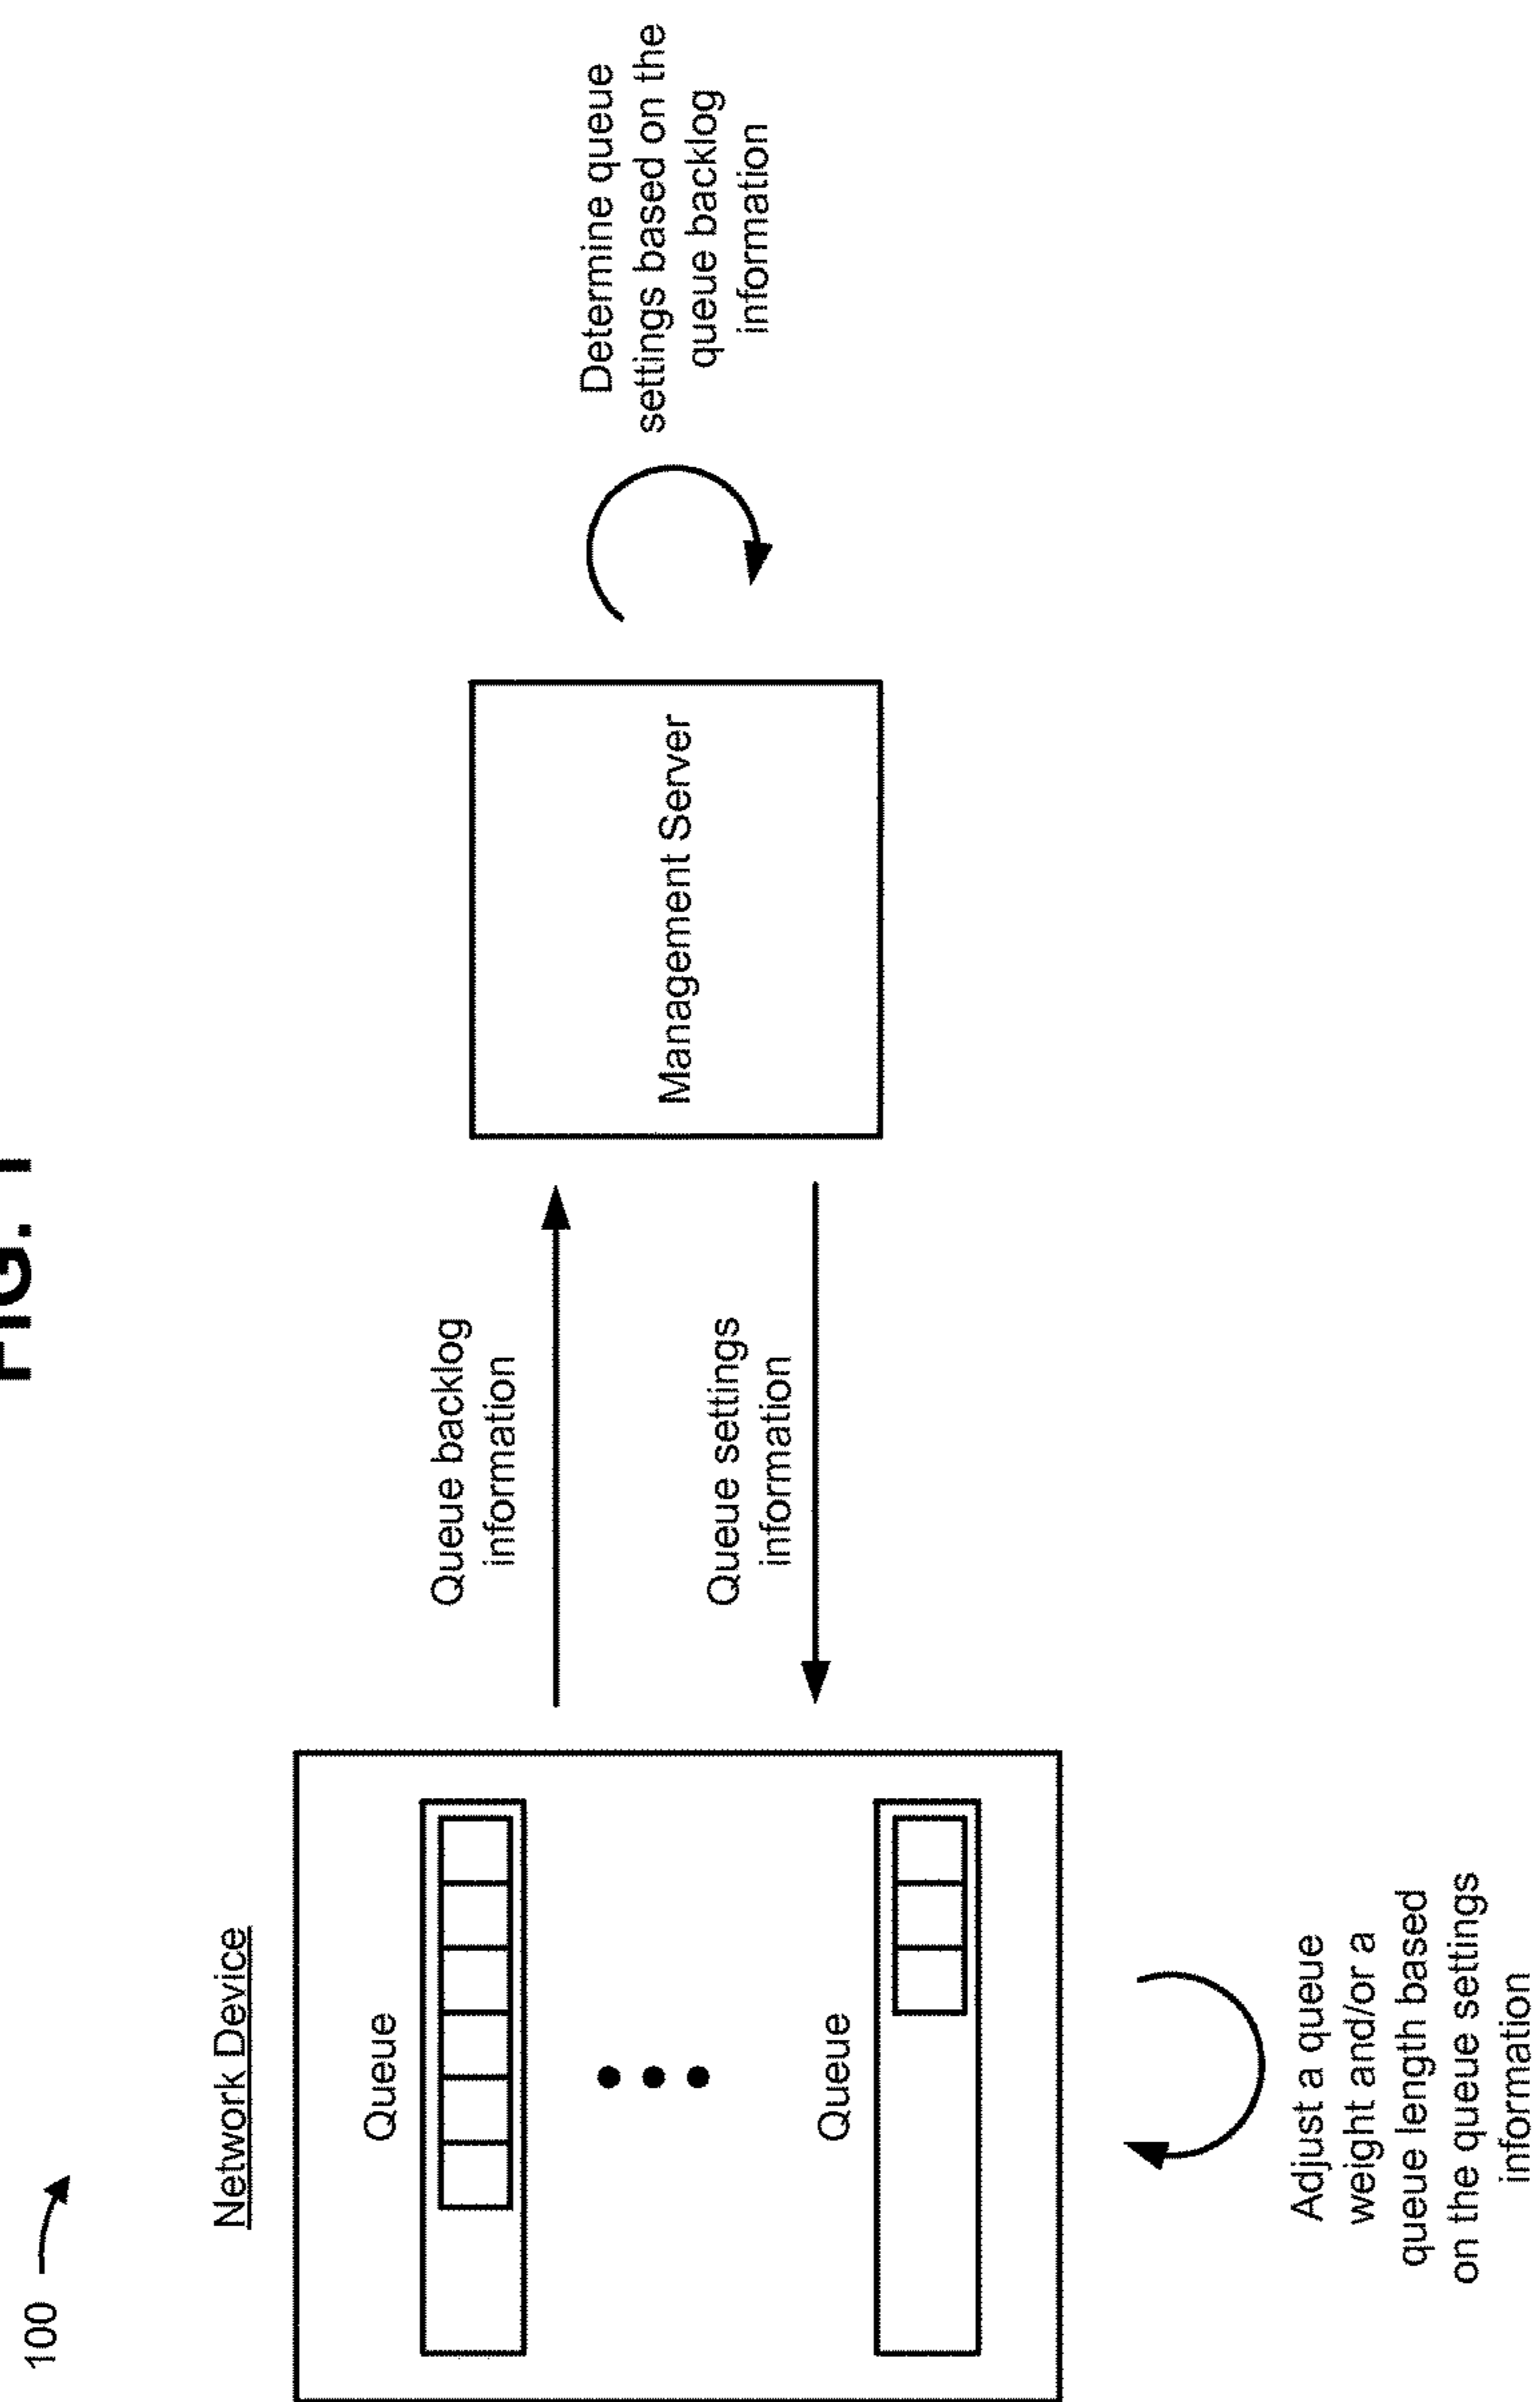 FIG. 1
100
Network Device
Queue
Queue
Queue backlog
information
Queue settings
information
Management Server
Determine queue
settings based on the
queue backlog
information
Adjust a queue
weight and/or a
queue length based
on the queue settings
information